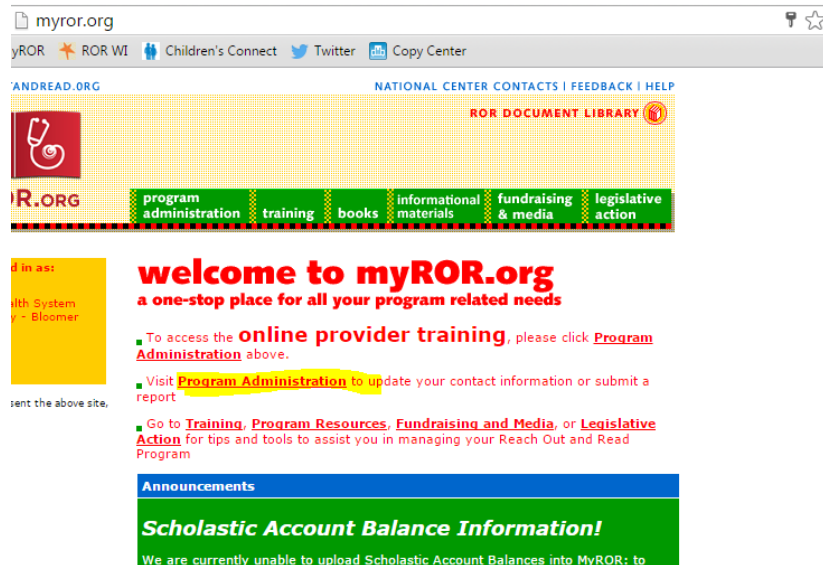 myror.org
yROR ROR WI Children's Connect Twitter Copy Center
TANDREAD.ORG NATIONAL CENTER CONTACTS | FEEDBACK | HELP
ROR DOCUMENT LIBRARY
R.ORG
program administration training books informational materials fundraising & media legislative action
d in as:
alth System
y - Bloomer
sent the above site,
welcome to myROR.org
a one-stop place for all your program related needs
To access the online provider training, please click Program
Administration above.
Visit Program Administration to update your contact information or submit a
report
Go to Training, Program Resources, Fundraising and Media, or Legislative
Action for tips and tools to assist you in managing your Reach Out and Read
Program
Announcements
Scholastic Account Balance Information!
We are currently unable to upload Scholastic Account Balances into MyROR: to